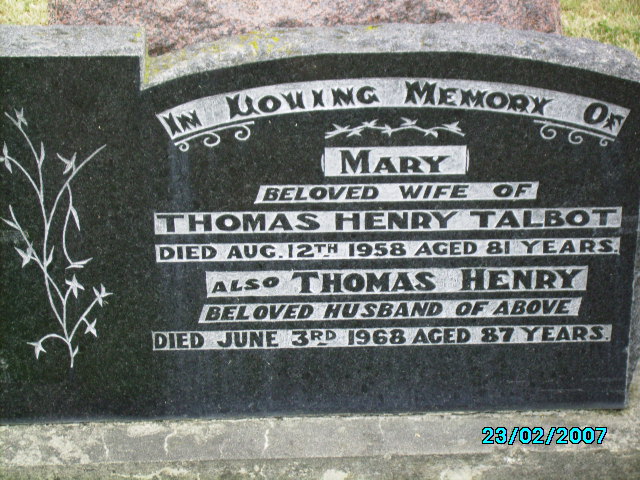 IN LOVING MEMORY OF
MARY
BELOVED WIFE OF
THOMAS HENRY TALBOT
DIED AUG. 12TH 1958 AGED 81 YEARS.
ALSO THOMAS HENRY
BELOVED HUSBAND OF ABOVE
DIED JUNE 3RD 1968 AGED 87 YEARS.
23/02/2007